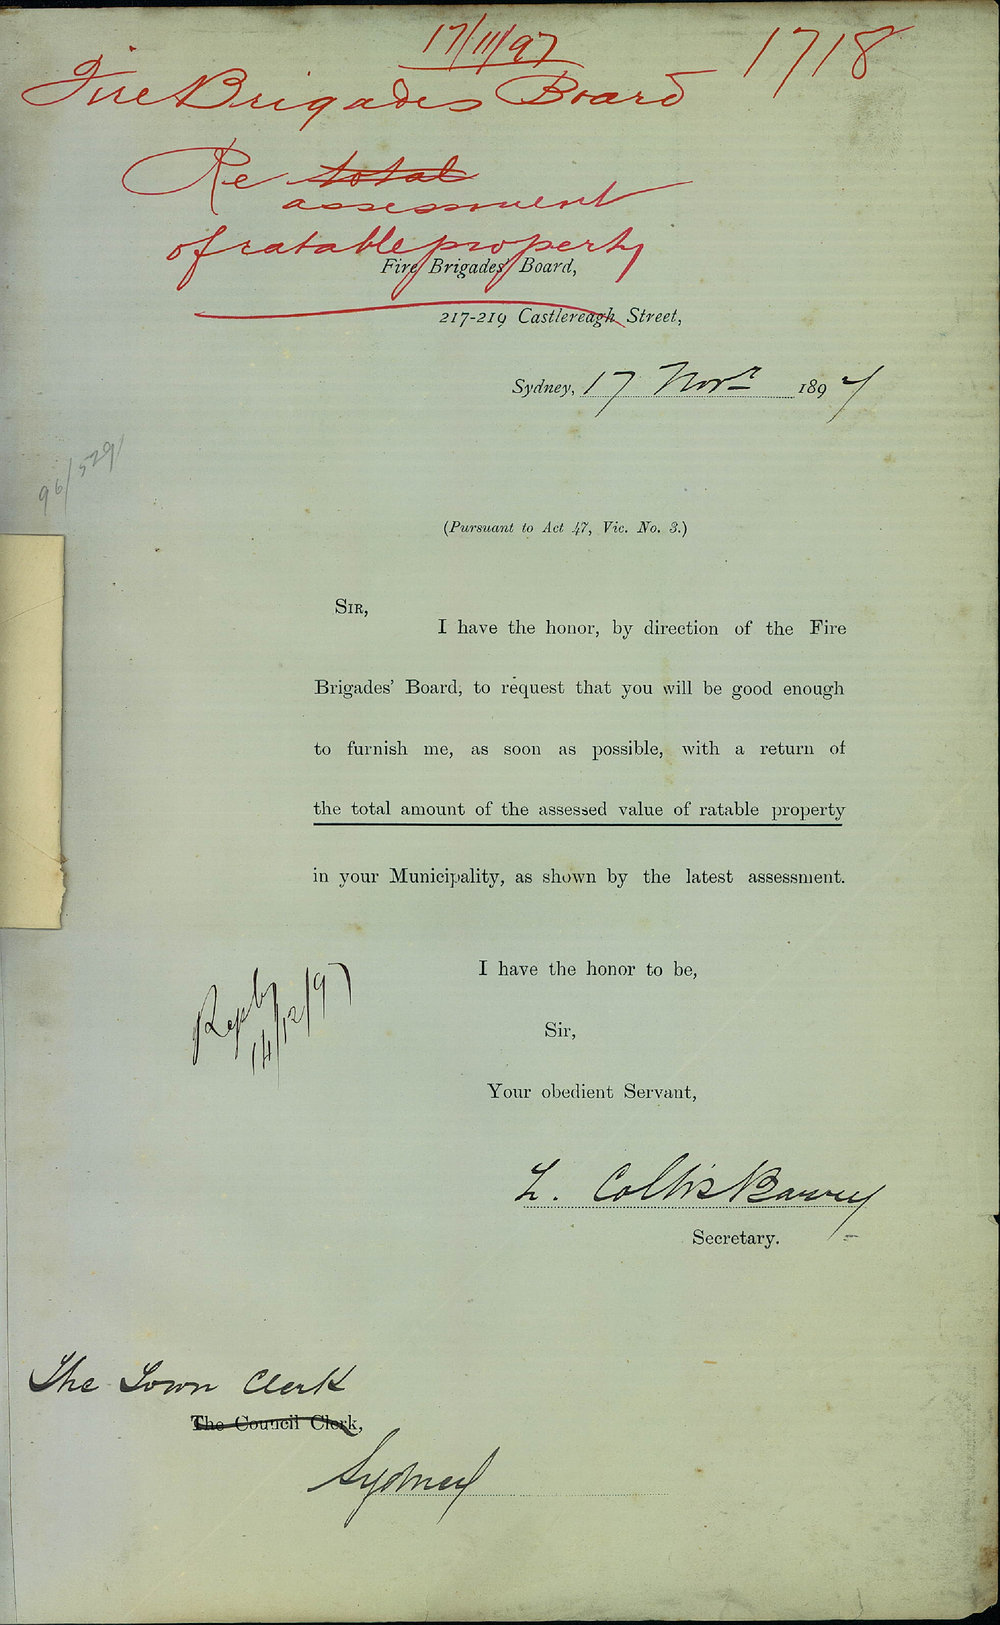 17/11/97
1718
Fire Brigades Board
Re total
assessment
of ratable property
Fire Brigades' Board,
217-219 Castlereagh Street,
Sydney, 17 Novr 1897
96/529
(Pursuant to Act 47, Vic. No. 3.)
SIR,
I have the honor, by direction of the Fire
Brigades' Board, to request that you will be good enough
to furnish me, as soon as possible, with a return of
the total amount of the assessed value of ratable property
in your Municipality, as shown by the latest assessment.
I have the honor to be,
Sir,
Your obedient Servant,
Reply
14/12/97
Z. Collis Barry
Secretary.
The Town Clerk
The Council Clerk,
Sydney